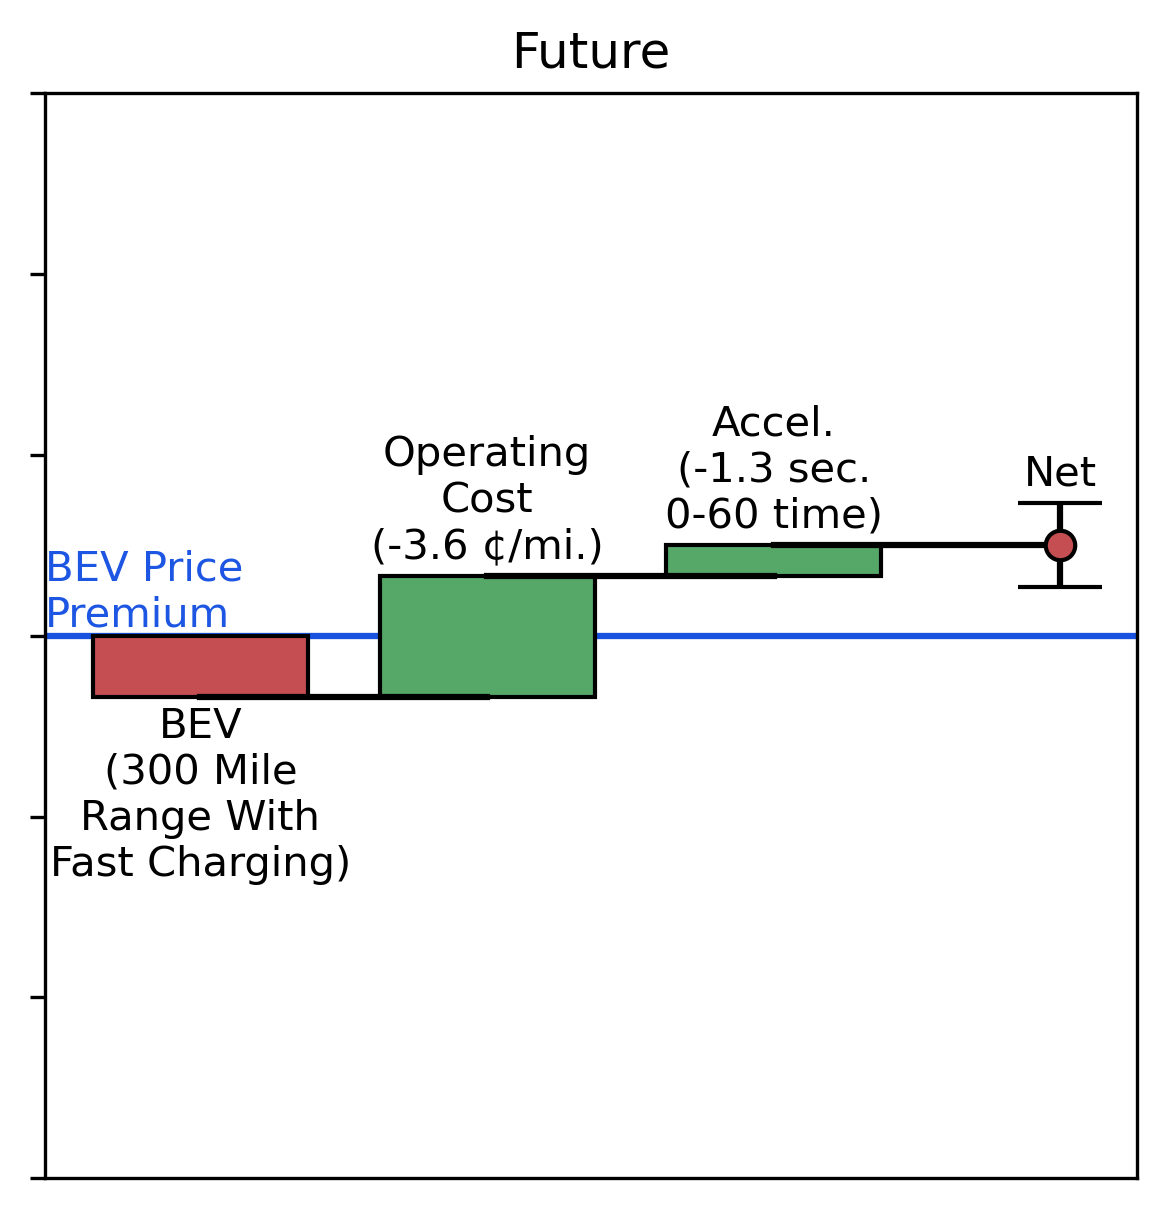 Future
Accel.
(-1.3 sec.
0-60 time)
Operating
Cost
(-3.6 ¢/mi.)
Net
BEV Price
Premium
BEV
(300 Mile
Range With
Fast Charging)